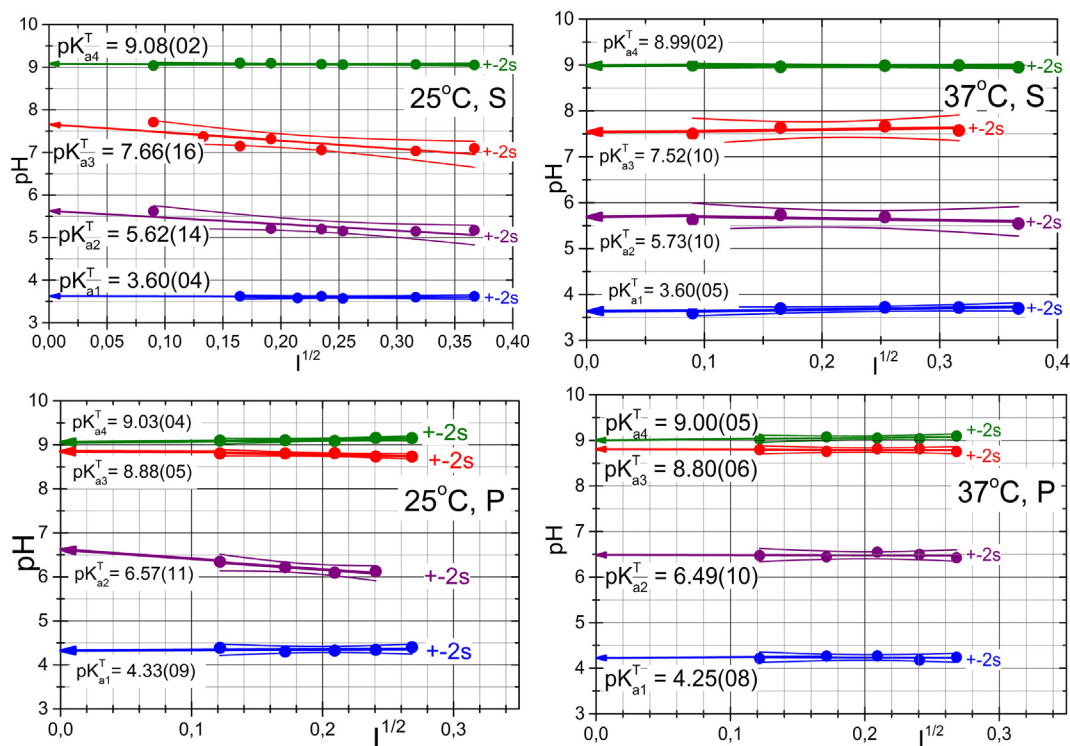 10
9
8
7
6
5
4
3
pH
pK^T_a4 = 9.08(02)
+-2s
25°C, S
+-2s
pK^T_a3 = 7.66(16)
+-2s
pK^T_a2 = 5.62(14)
pK^T_a1 = 3.60(04)
+-2s
0,00 0,05 0,10 0,15 0,20 0,25 0,30 0,35 0,40
I^1/2
10
9
8
7
6
5
4
3
pH
pK^T_a4 = 8.99(02)
+-2s
37°C, S
+-2s
pK^T_a3 = 7.52(10)
+-2s
pK^T_a2 = 5.73(10)
pK^T_a1 = 3.60(05)
+-2s
0,0 0,1 0,2 0,3 0,4
I^1/2
10
9
8
7
6
5
4
3
pH
pK^T_a4 = 9.03(04)
+-2s
+-2s
pK^T_a3 = 8.88(05)
25°C, P
pK^T_a2 = 6.57(11)
+-2s
+-2s
pK^T_a1 = 4.33(09)
0,0 0,1 0,2 0,3
I^1/2
10
9
8
7
6
5
4
3
pH
pK^T_a4 = 9.00(05)
+-2s
+-2s
pK^T_a3 = 8.80(06)
37°C, P
+-2s
pK^T_a2 = 6.49(10)
+-2s
pK^T_a1 = 4.25(08)
0,0 0,1 0,2 0,3
I^1/2